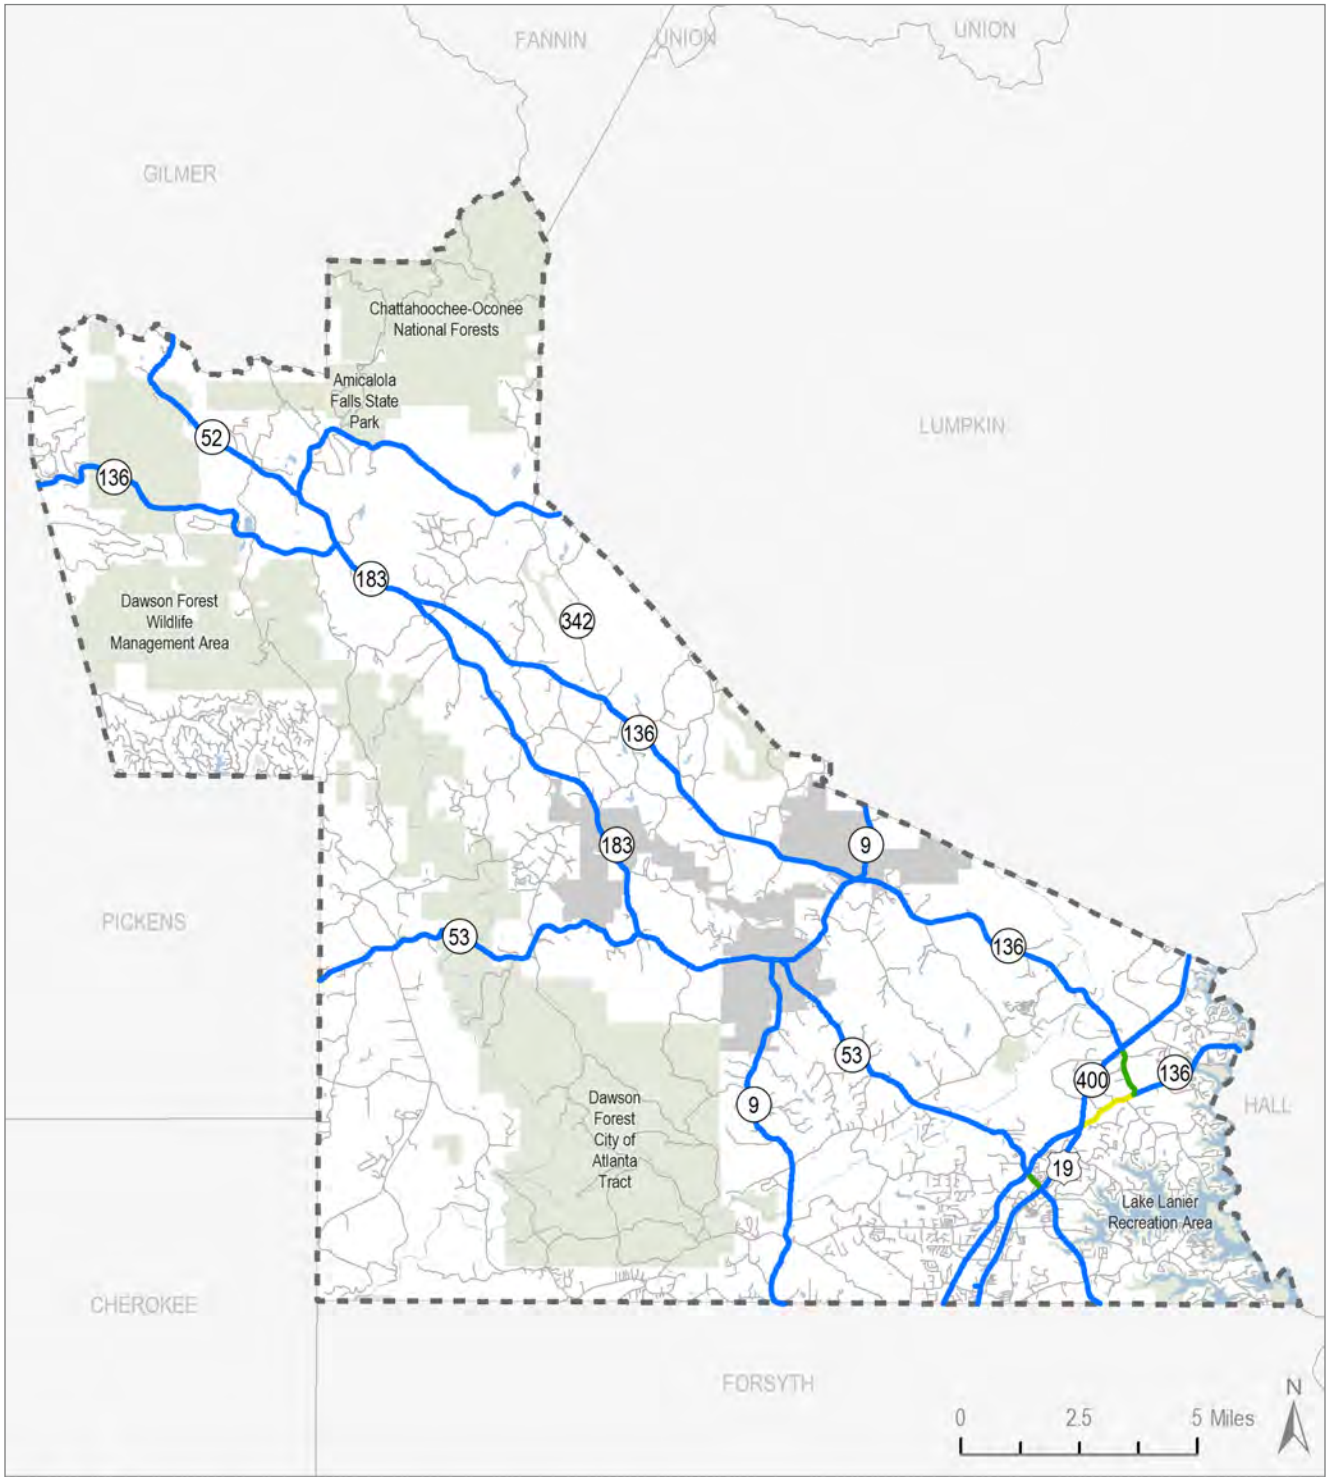 FANNIN
UNION
UNION
GILMER
Chattahoochee-Oconee
National Forests
Amicalola
Falls State
Park
LUMPKIN
52
136
183
Dawson Forest
Wildlife
Management Area
342
136
183
9
PICKENS
53
136
53
400
136
9
HALL
Dawson
Forest
City of
Atlanta
Tract
19
Lake Lanier
Recreation Area
CHEROKEE
FORSYTH
N
0 2.5 5 Miles